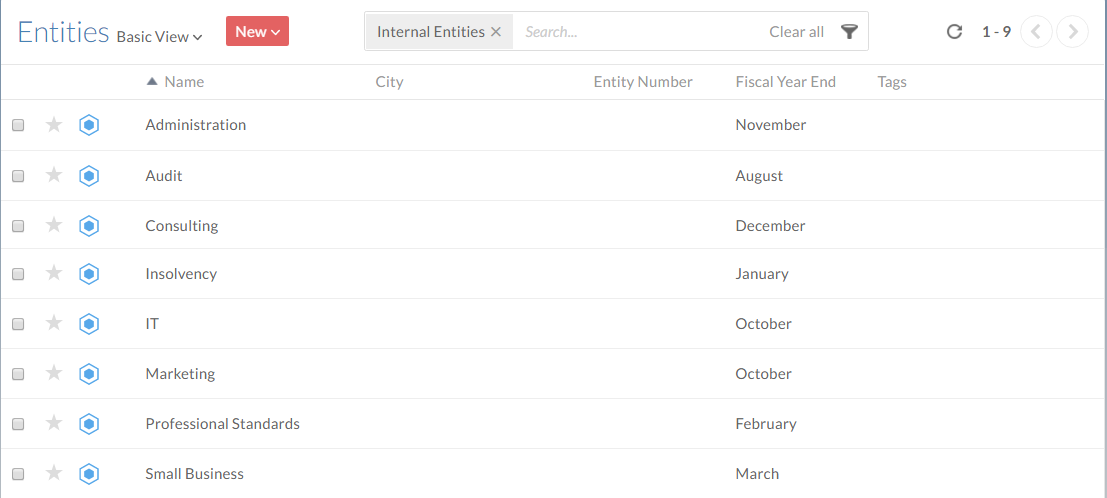 Entities Basic View New Internal Entities × Search... Clear all 1 - 9
Name City Entity Number Fiscal Year End Tags
Administration November
Audit August
Consulting December
Insolvency January
IT October
Marketing October
Professional Standards February
Small Business March